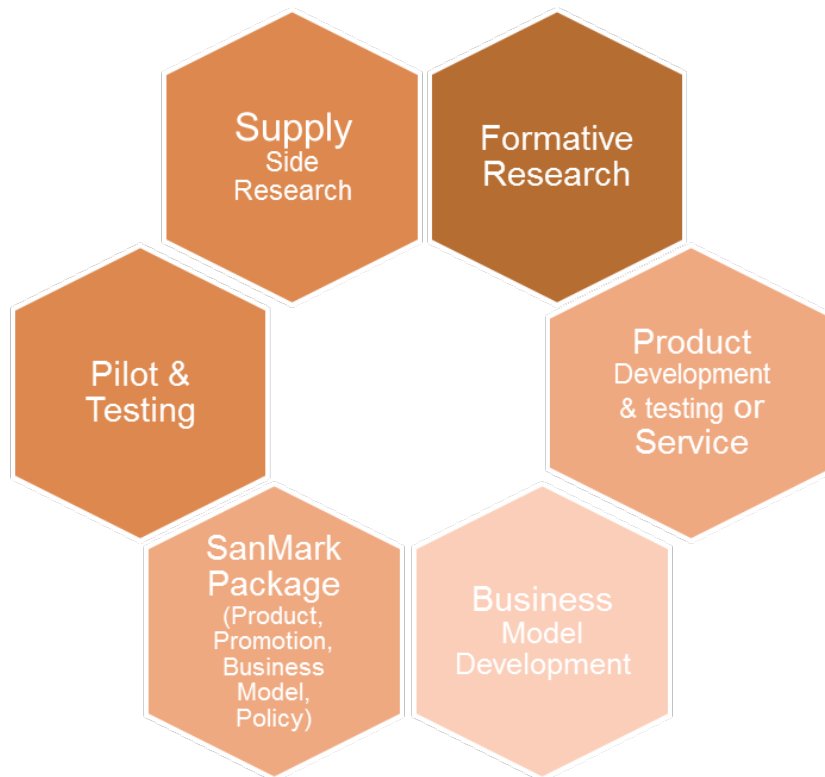 Supply
Side
Research
Formative
Research
Product
Development
& testing or
Service
Business
Model
Development
SanMark
Package
(Product,
Promotion,
Business
Model,
Policy)
Pilot &
Testing